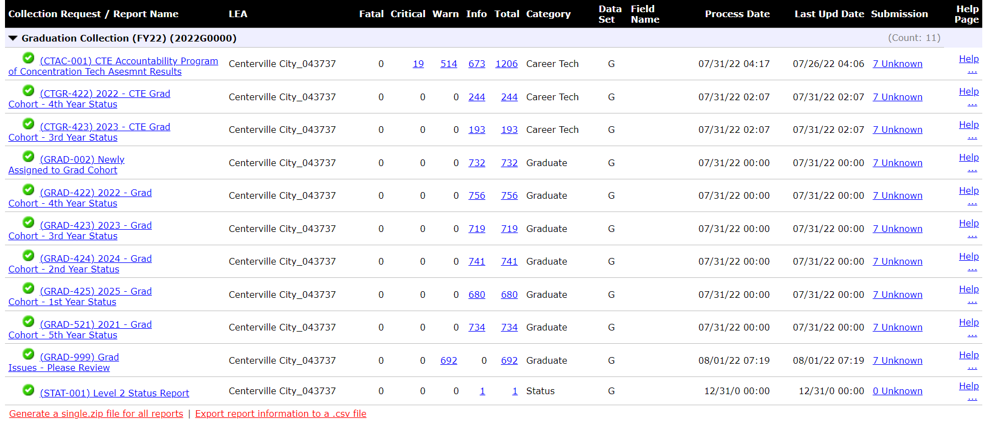 Collection Request / Report Name LEA Fatal Critical Warn Info Total Category Data Set Field Name Process Date Last Upd Date Submission Help Page
Graduation Collection (FY22) (2022G0000) (Count: 11)
(CTAC-001) CTE Accountability Program
of Concentration Tech Asesmnt Results Centerville City_043737 0 19 514 673 1206 Career Tech G 07/31/22 04:17 07/26/22 04:06 7 Unknown Help ...
(CTGR-422) 2022 - CTE Grad
Cohort - 4th Year Status Centerville City_043737 0 0 0 244 244 Career Tech G 07/31/22 02:07 07/31/22 02:07 7 Unknown Help ...
(CTGR-423) 2023 - CTE Grad
Cohort - 3rd Year Status Centerville City_043737 0 0 0 193 193 Career Tech G 07/31/22 02:07 07/31/22 02:07 7 Unknown Help ...
(GRAD-002) Newly
Assigned to Grad Cohort Centerville City_043737 0 0 0 732 732 Graduate G 07/31/22 00:00 07/31/22 00:00 7 Unknown Help ...
(GRAD-422) 2022 - Grad
Cohort - 4th Year Status Centerville City_043737 0 0 0 756 756 Graduate G 07/31/22 00:00 07/31/22 00:00 7 Unknown Help ...
(GRAD-423) 2023 - Grad
Cohort - 3rd Year Status Centerville City_043737 0 0 0 719 719 Graduate G 07/31/22 00:00 07/31/22 00:00 7 Unknown Help ...
(GRAD-424) 2024 - Grad
Cohort - 2nd Year Status Centerville City_043737 0 0 0 741 741 Graduate G 07/31/22 00:00 07/31/22 00:00 7 Unknown Help ...
(GRAD-425) 2025 - Grad
Cohort - 1st Year Status Centerville City_043737 0 0 0 680 680 Graduate G 07/31/22 00:00 07/31/22 00:00 7 Unknown Help ...
(GRAD-521) 2021 - Grad
Cohort - 5th Year Status Centerville City_043737 0 0 0 734 734 Graduate G 07/31/22 00:00 07/31/22 00:00 7 Unknown Help ...
(GRAD-999) Grad
Issues - Please Review Centerville City_043737 0 0 692 0 692 Graduate G 08/01/22 07:19 08/01/22 07:19 7 Unknown Help ...
(STAT-001) Level 2 Status Report Centerville City_043737 0 0 0 1 1 Status G 12/31/0 00:00 12/31/0 00:00 0 Unknown Help ...
Generate a single.zip file for all reports | Export report information to a .csv file